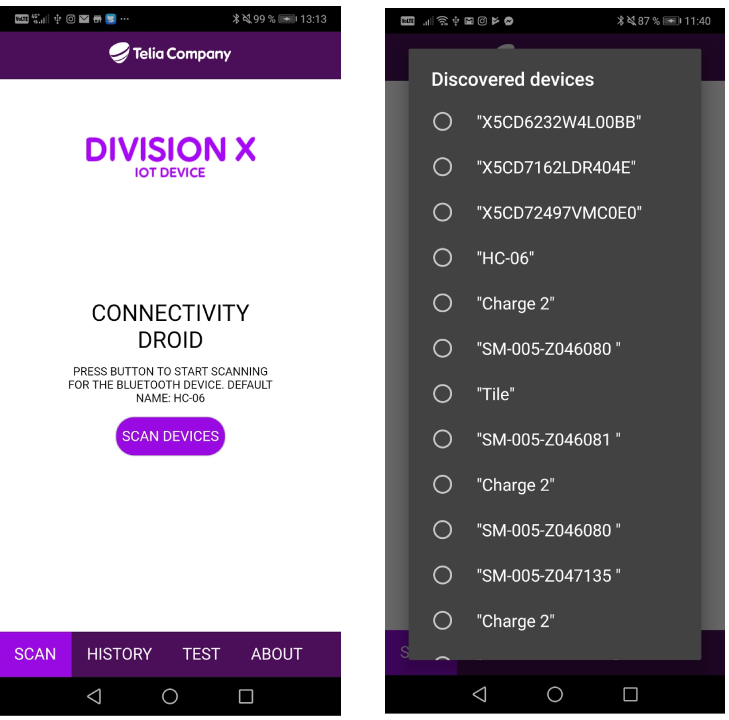 99 % 13:13
Telia Company
DIVISION X
IOT DEVICE
CONNECTIVITY
DROID
PRESS BUTTON TO START SCANNING
FOR THE BLUETOOTH DEVICE. DEFAULT
NAME: HC-06
SCAN DEVICES
SCAN HISTORY TEST ABOUT
87 % 11:40
Discovered devices
"X5CD6232W4L00BB"
"X5CD7162LDR404E"
"X5CD72497VMC0E0"
"HC-06"
"Charge 2"
"SM-005-Z046080 "
"Tile"
"SM-005-Z046081 "
"Charge 2"
"SM-005-Z046080 "
"SM-005-Z047135 "
"Charge 2"
S